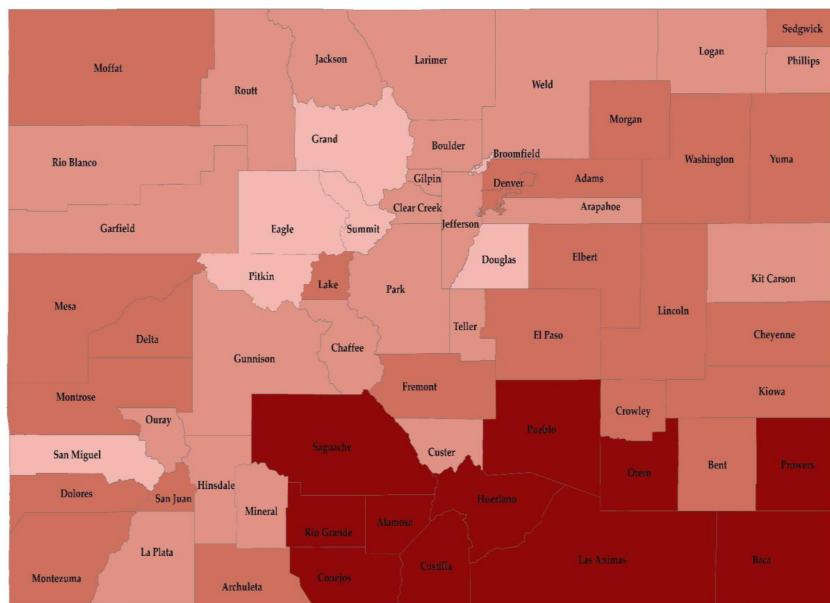 Sedgwick
Moffat
Jackson
Larimer
Logan
Phillips
Routt
Weld
Morgan
Grand
Boulder
Broomfield
Washington
Yuma
Rio Blanco
Gilpin
Denver
Adams
Clear Creek
Arapahoe
Garfield
Eagle
Summit
Jefferson
Douglas
Elbert
Pitkin
Lake
Park
Kit Carson
Mesa
Lincoln
Teller
El Paso
Cheyenne
Delta
Chaffee
Gunnison
Fremont
Kiowa
Montrose
Crowley
Ouray
Pueblo
Saguache
Custer
San Miguel
Bent
Otero
Prowers
Dolores
San Juan
Hinsdale
Mineral
Huerfano
Alamosa
Rio Grande
La Plata
Las Animas
Baca
Costilla
Conejos
Montezuma
Archuleta